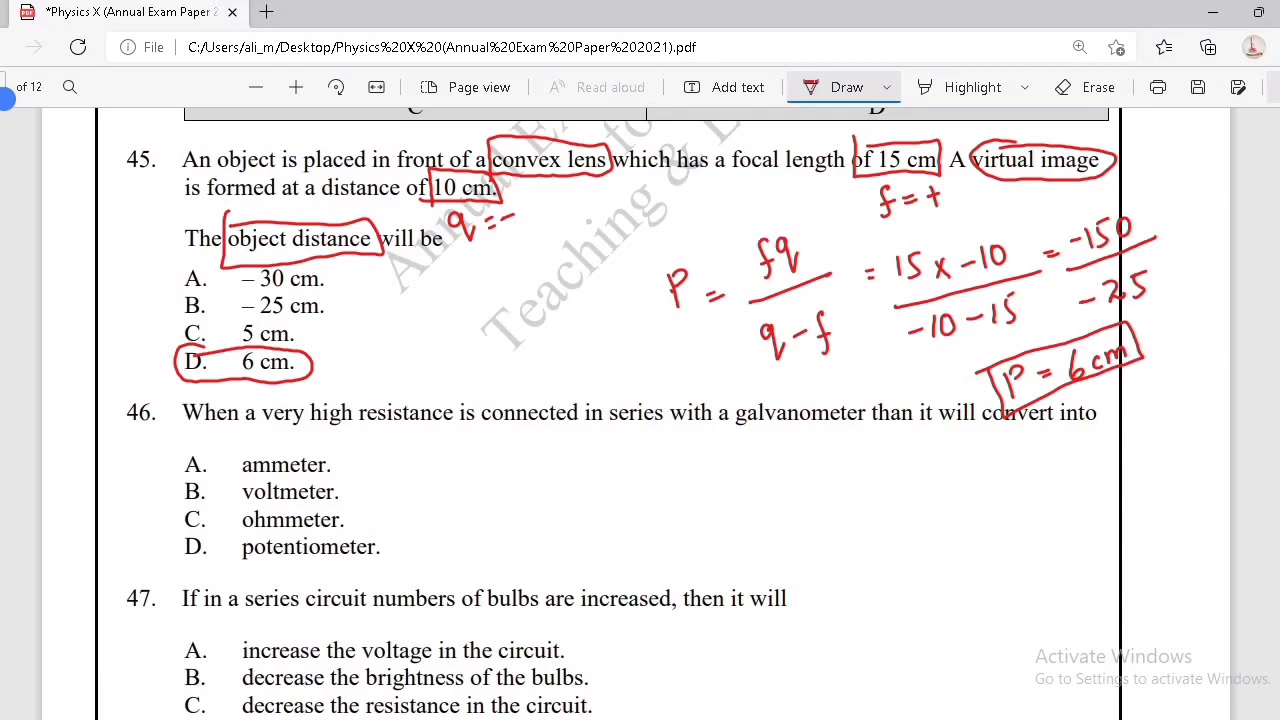 *Physics X (Annual Exam Paper 2
File C:/Users/ali_m/Desktop/Physics%20X%20(Annual%20Exam%20Paper%202021).pdf
of 12 Page view Read aloud Add text Draw Highlight Erase
C D
45. An object is placed in front of a convex lens which has a focal length of 15 cm. A virtual image
is formed at a distance of 10 cm.
f = +
q = -
The object distance will be
A. – 30 cm.
B. – 25 cm.
C. 5 cm.
D. 6 cm.
P = fq / q - f = 15 x -10 / -10 - 15 = -150 / -25
P = 6 cm
46. When a very high resistance is connected in series with a galvanometer than it will convert into
A. ammeter.
B. voltmeter.
C. ohmmeter.
D. potentiometer.
47. If in a series circuit numbers of bulbs are increased, then it will
A. increase the voltage in the circuit.
B. decrease the brightness of the bulbs.
C. decrease the resistance in the circuit.
Annual Ex
Teaching & L
Activate Windows
Go to Settings to activate Windows.